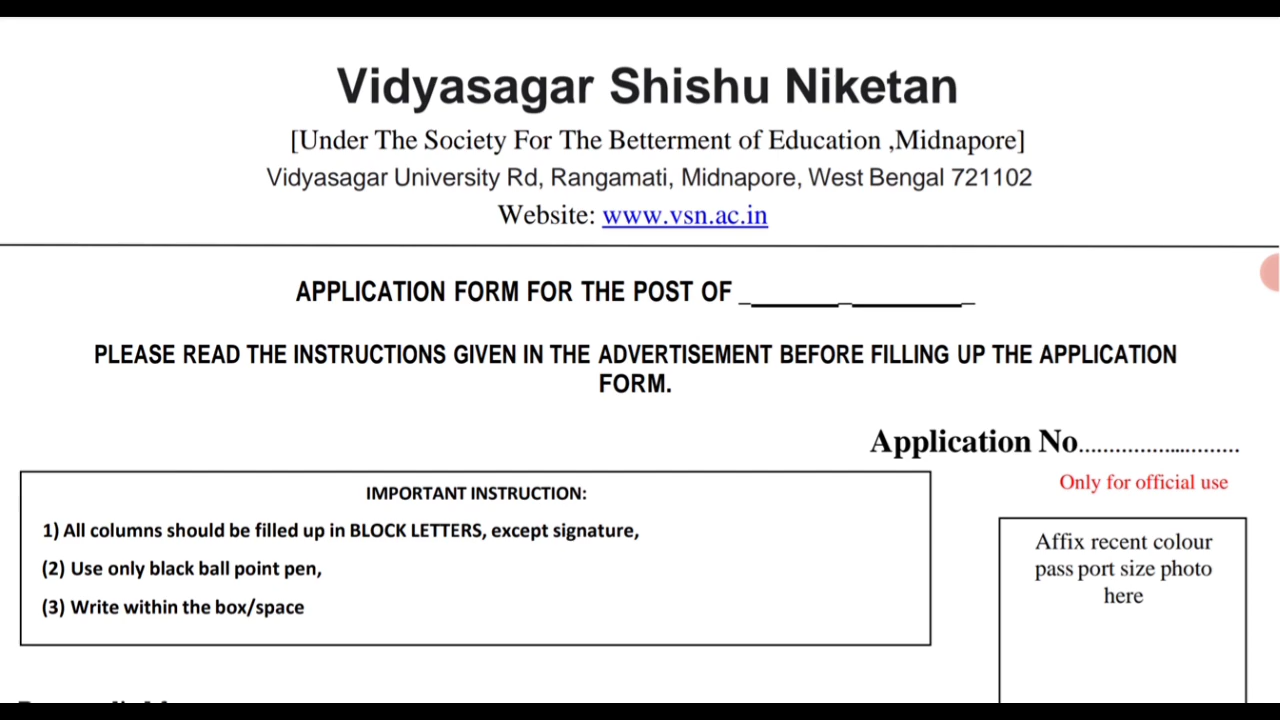 Vidyasagar Shishu Niketan
[Under The Society For The Betterment of Education ,Midnapore]
Vidyasagar University Rd, Rangamati, Midnapore, West Bengal 721102
Website: www.vsn.ac.in
APPLICATION FORM FOR THE POST OF _______ _________
PLEASE READ THE INSTRUCTIONS GIVEN IN THE ADVERTISEMENT BEFORE FILLING UP THE APPLICATION
FORM.
Application No...........................
Only for official use
IMPORTANT INSTRUCTION:
1) All columns should be filled up in BLOCK LETTERS, except signature,
(2) Use only black ball point pen,
(3) Write within the box/space
Affix recent colour
pass port size photo
here